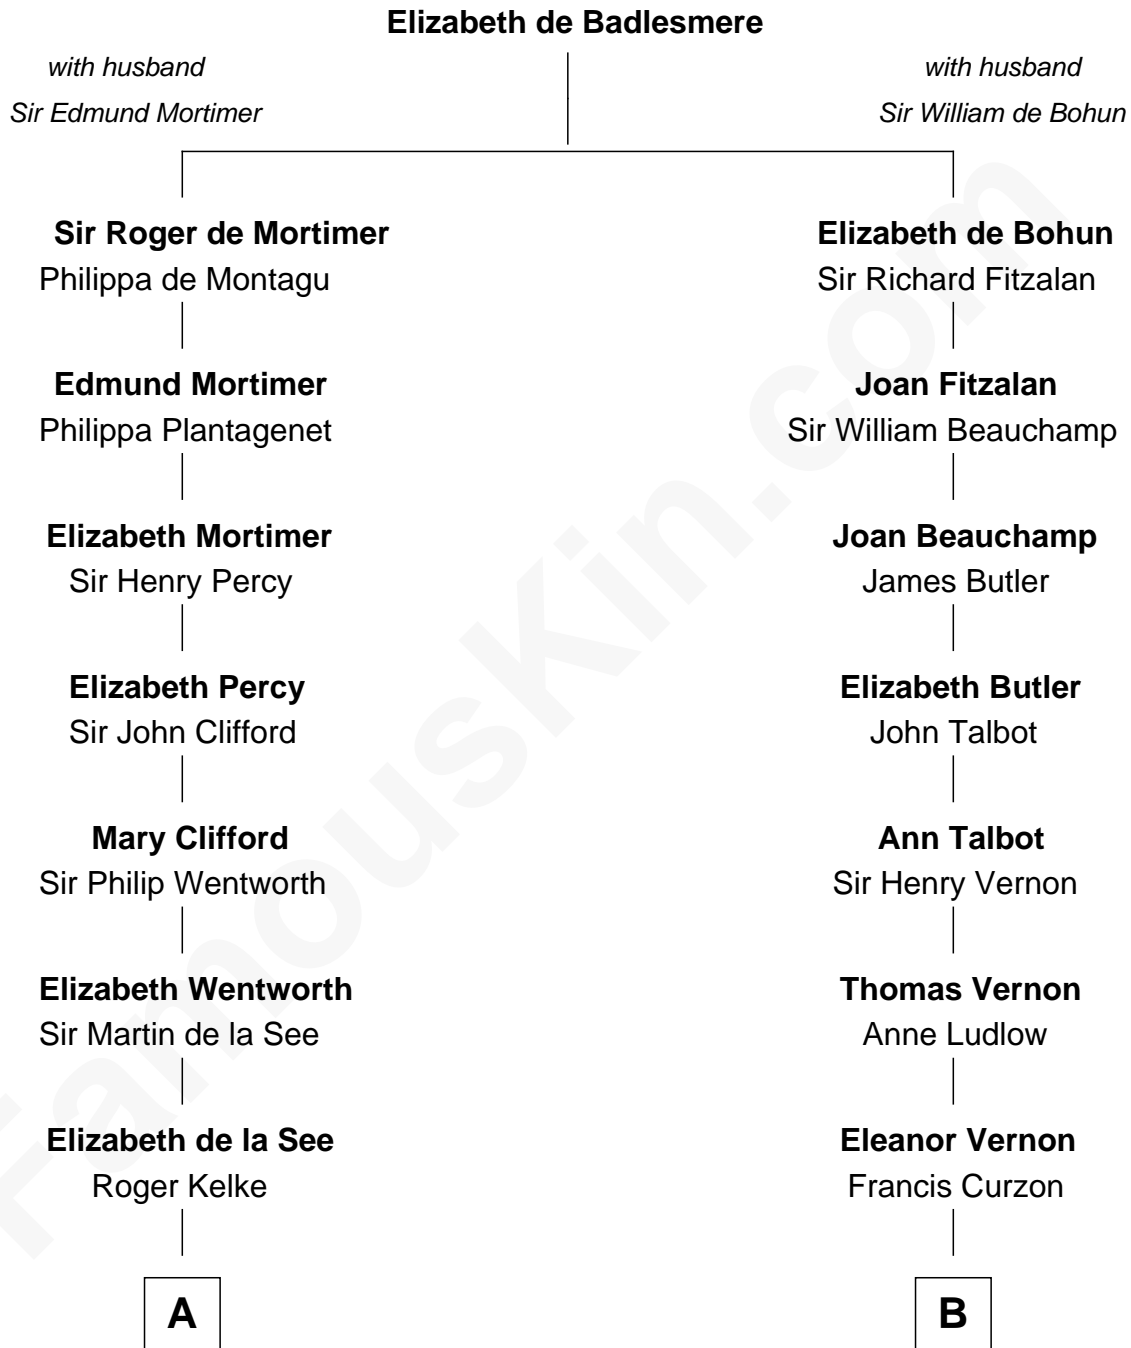 Elizabeth de Badlesmere
with husband
Sir Edmund Mortimer
with husband
Sir William de Bohun
Sir Roger de Mortimer
Philippa de Montagu
Elizabeth de Bohun
Sir Richard Fitzalan
Edmund Mortimer
Philippa Plantagenet
Joan Fitzalan
Sir William Beauchamp
Elizabeth Mortimer
Sir Henry Percy
Joan Beauchamp
James Butler
Elizabeth Percy
Sir John Clifford
Elizabeth Butler
John Talbot
Mary Clifford
Sir Philip Wentworth
Ann Talbot
Sir Henry Vernon
Elizabeth Wentworth
Sir Martin de la See
Thomas Vernon
Anne Ludlow
Elizabeth de la See
Roger Kelke
Eleanor Vernon
Francis Curzon
A
B
FamousKin.com